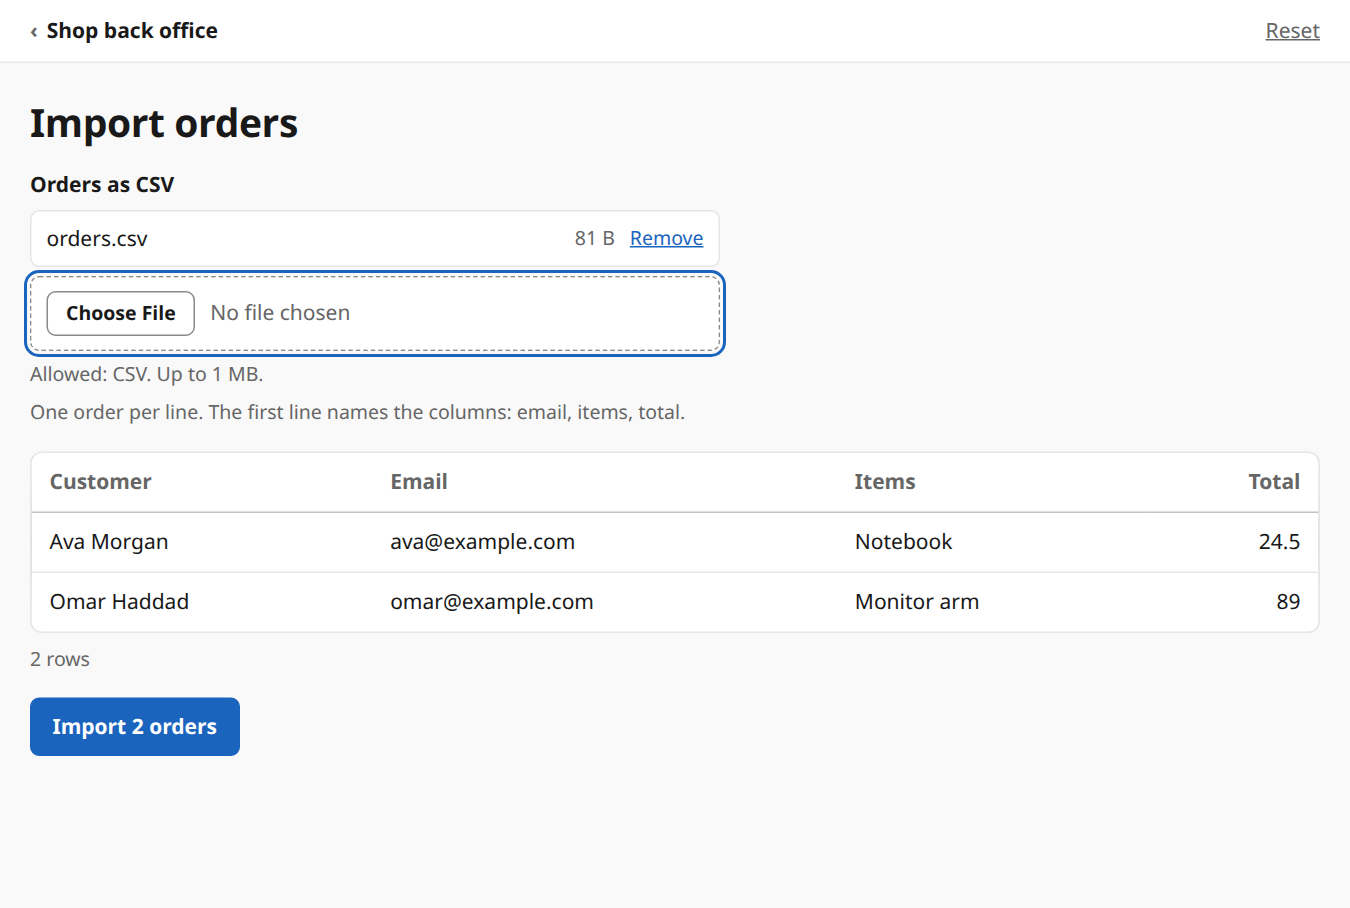 ‹ Shop back office Reset
Import orders
Orders as CSV
orders.csv 81 B Remove
Choose File No file chosen
Allowed: CSV. Up to 1 MB.
One order per line. The first line names the columns: email, items, total.
Customer Email Items Total
Ava Morgan ava@example.com Notebook 24.5
Omar Haddad omar@example.com Monitor arm 89
2 rows
Import 2 orders